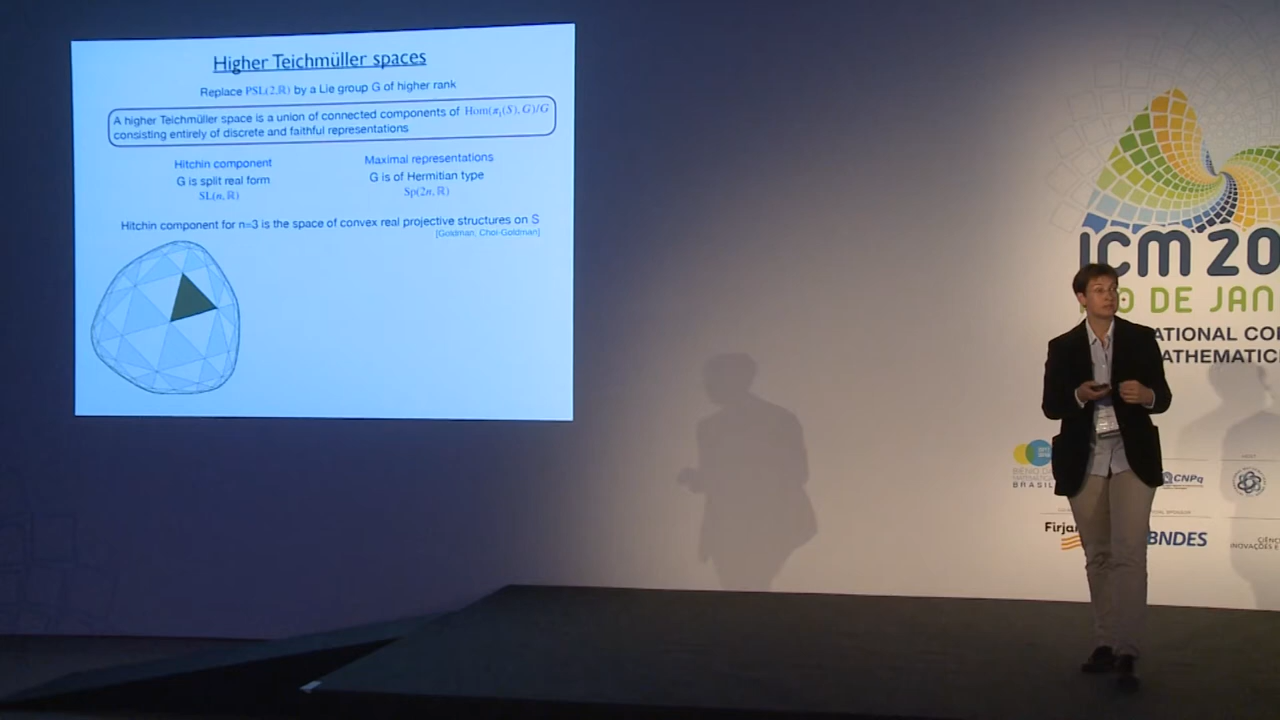 Higher Teichmüller spaces
Replace PSL(2,ℝ) by a Lie group G of higher rank
A higher Teichmüller space is a union of connected components of Hom(π₁(S), G)/G
consisting entirely of discrete and faithful representations
Hitchin component
G is split real form
SL(n, ℝ)
Maximal representations
G is of Hermitian type
Sp(2n, ℝ)
Hitchin component for n=3 is the space of convex real projective structures on S
[Goldman, Choi-Goldman]
ICM 20
O DE JAN
ATIONAL CO
ATHEMATIC
BRASIL
CNPq
Firja
BNDES
INOVAÇÕES E